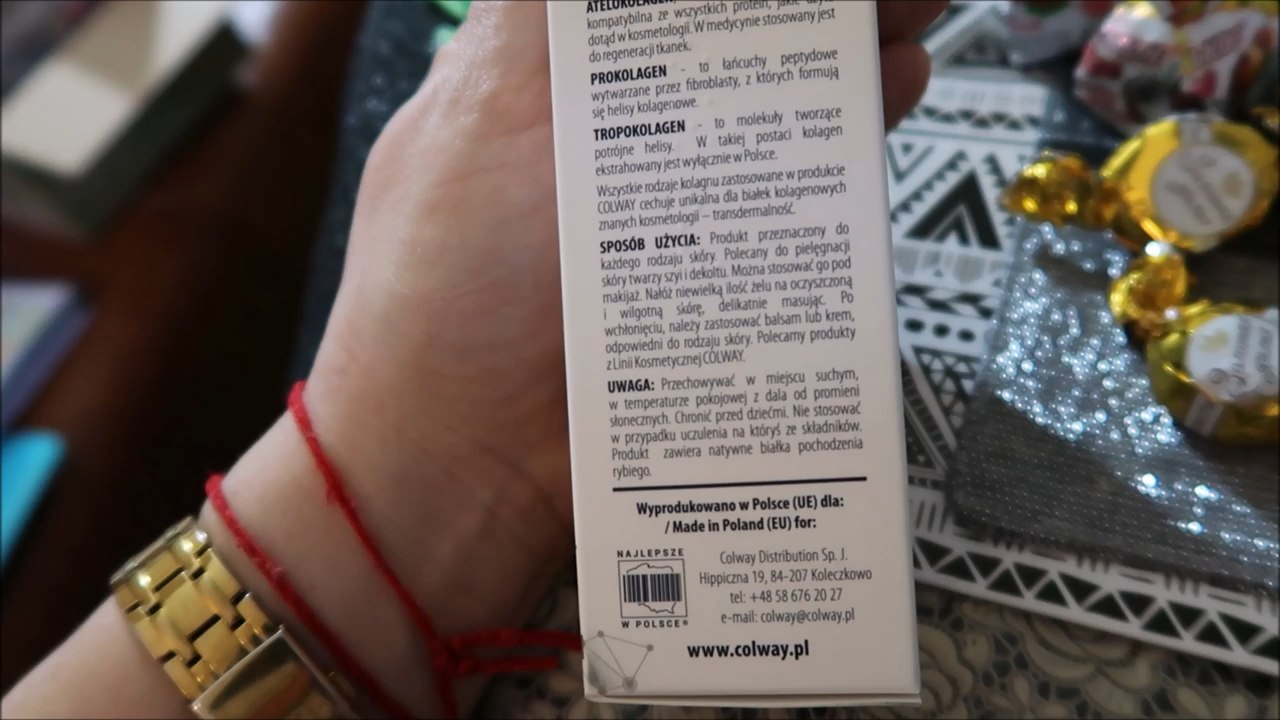 ATELOKOLAGEN,
kompatybilna ze wszystkich protein, jakie użyto
dotąd w kosmetologii. W medycynie stosowany jest
do regeneracji tkanek.
PROKOLAGEN - to łańcuchy peptydowe
wytwarzane przez fibroblasty, z których formują
się helisy kolagenowe.
TROPOKOLAGEN - to molekuły tworzące
potrójne helisy. W takiej postaci kolagen
ekstrahowany jest wyłącznie w Polsce.
Wszystkie rodzaje kolagnu zastosowane w produkcie
COLWAY cechuje unikalna dla białek kolagenowych
znanych kosmetologii – transdermalność.
SPOSÓB UŻYCIA: Produkt przeznaczony do
każdego rodzaju skóry. Polecany do pielęgnacji
skóry twarzy szyi i dekoltu. Można stosować go pod
makijaż. Nałóż niewielką ilość żelu na oczyszczoną
i wilgotną skórę, delikatnie masując. Po
wchłonięciu, należy zastosować balsam lub krem,
odpowiedni do rodzaju skóry. Polecamy produkty
z Linii Kosmetycznej COLWAY.
UWAGA: Przechowywać w miejscu suchym,
w temperaturze pokojowej z dala od promieni
słonecznych. Chronić przed dziećmi. Nie stosować
w przypadku uczulenia na któryś ze składników.
Produkt zawiera natywne białka pochodzenia
rybiego.
Wyprodukowano w Polsce (UE) dla:
/ Made in Poland (EU) for:
NAJLEPSZE
W POLSCE®
Colway Distribution Sp. J.
Hippiczna 19, 84-207 Koleczkowo
tel: +48 58 676 20 27
e-mail: colway@colway.pl
www.colway.pl